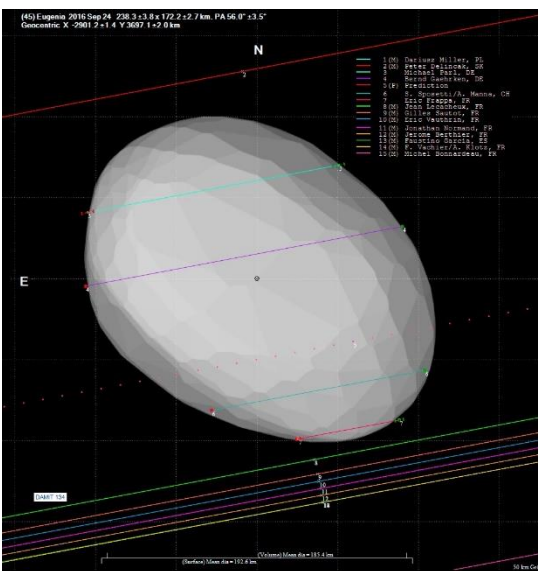 (45) Eugenia 2016 Sep 24 238.3 ±3.8 x 172.2 ±2.7 km, PA 56.0° ±3.5°
Geocentric X -2901.2 ±1.4 Y 3697.1 ±2.0 km
N
1(M) Dariusz Miller, PL
2(M) Peter Delincak, SK
3 Michael Parl, DE
4 Bernd Gaehrken, DE
5(P) Prediction
6 S. Sposetti/A. Manna, CH
7 Eric Frappa, FR
8(M) Jean Lecacheux, FR
9(M) Gilles Sautot, FR
10(M) Eric Vauthrin, FR
11(M) Jonathan Normand, FR
12(M) Jerome Berthier, FR
13(M) Faustino Garcia, ES
14(M) F. Vachier/A. Klotz, FR
15(M) Michel Bonnardeau, FR
E
DAMIT 134
(Volume) Mean dia = 185.4 km
(Surface) Mean dia = 192.6 km
50 km